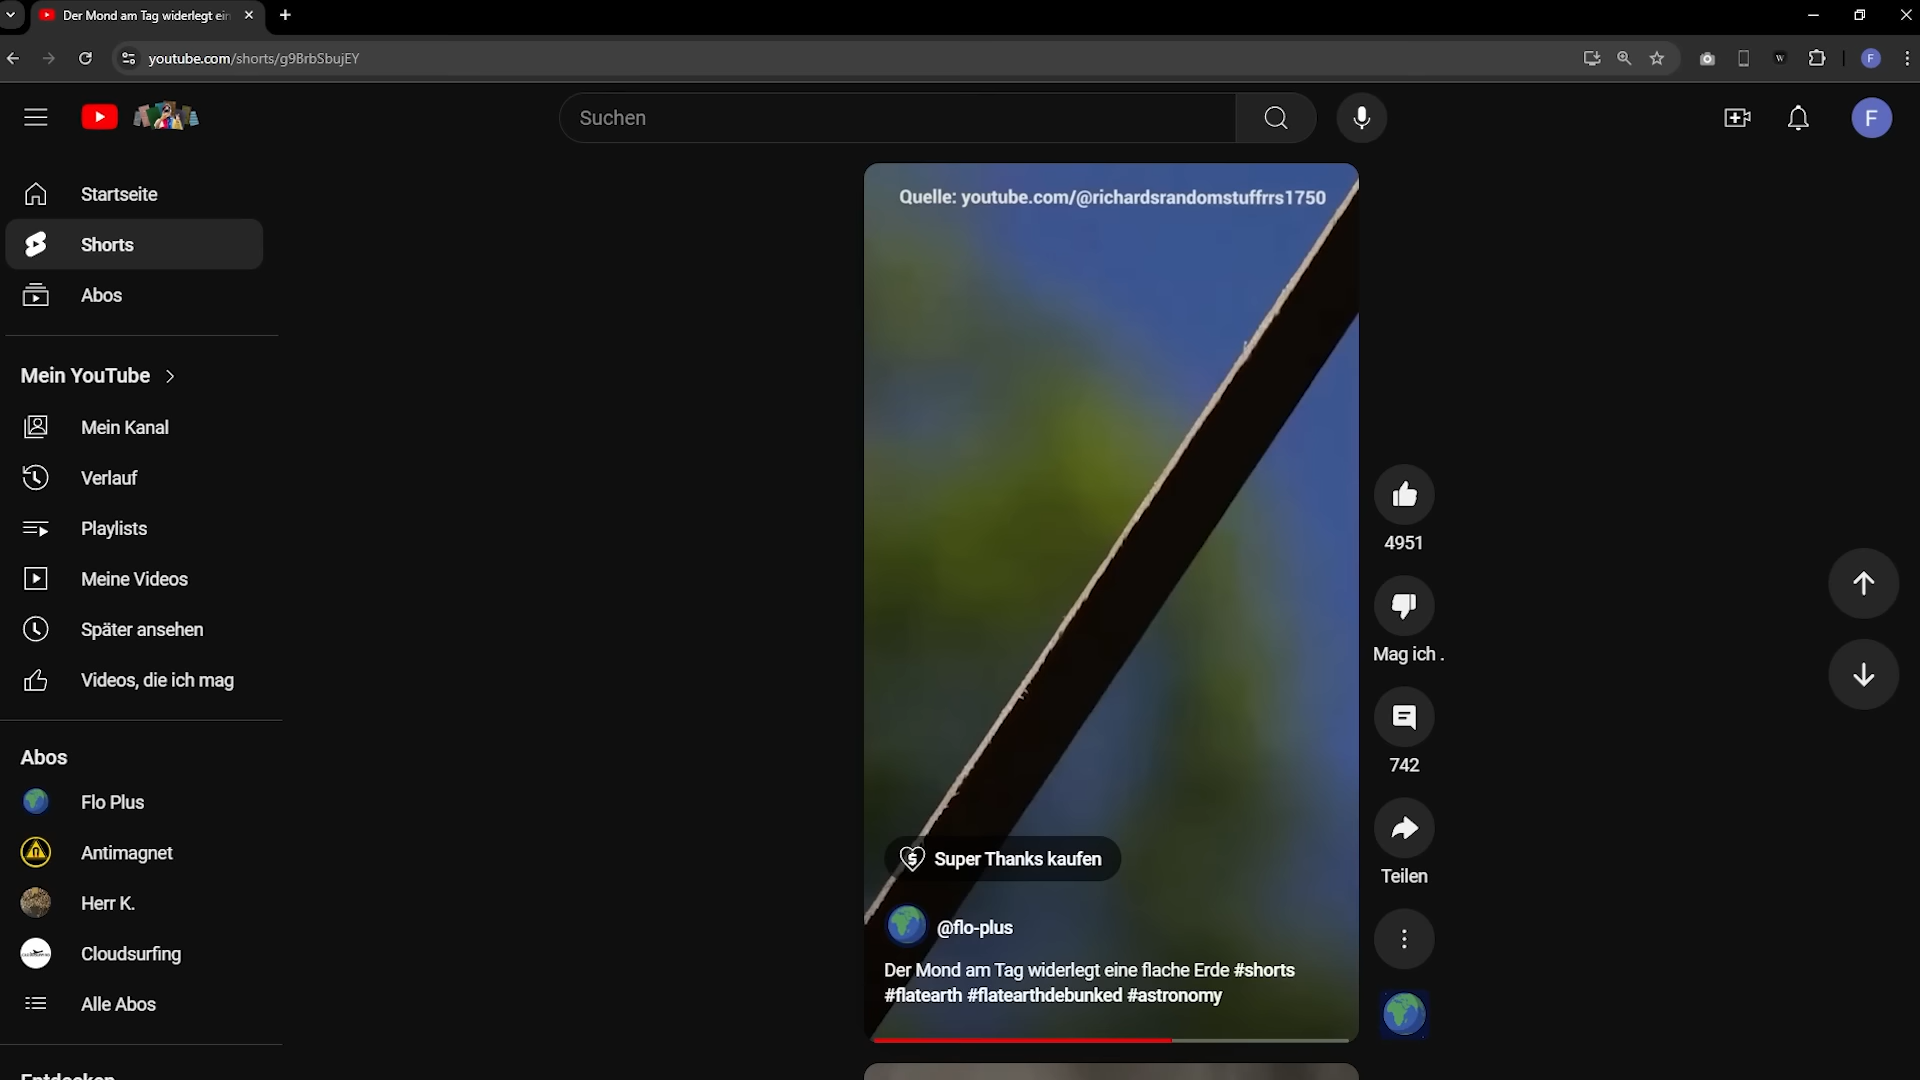 Der Mond am Tag widerlegt ein
youtube.com/shorts/g9BrbSbujEY
W
F
Suchen
F
Startseite
Shorts
Abos
Mein YouTube
Mein Kanal
Verlauf
Playlists
Meine Videos
Später ansehen
Videos, die ich mag
Abos
Flo Plus
Antimagnet
Herr K.
Cloudsurfing
Alle Abos
Entdecken
Quelle: youtube.com/@richardsrandomstuffrrs1750
Super Thanks kaufen
@flo-plus
Der Mond am Tag widerlegt eine flache Erde #shorts
#flatearth #flatearthdebunked #astronomy
4951
Mag ich .
742
Teilen